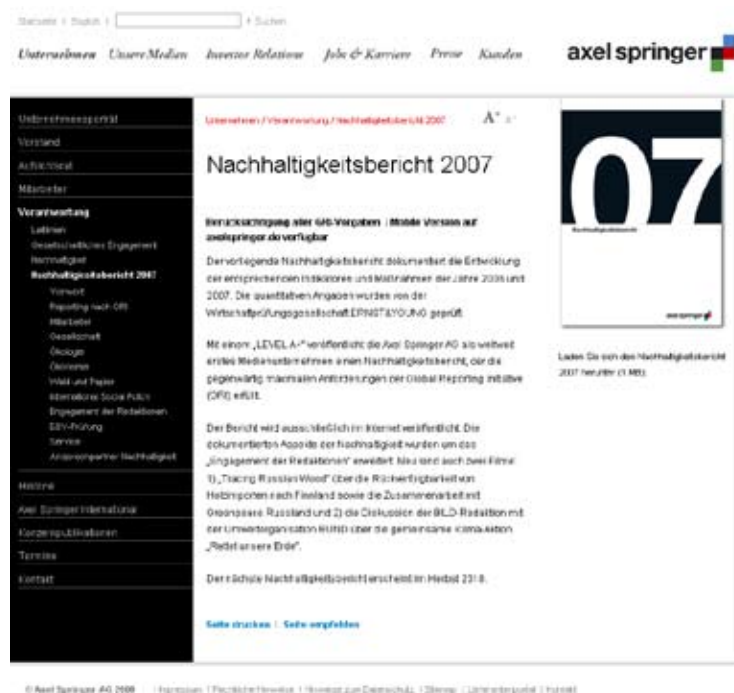 Startseite | English |
Suchen
Unternehmen Unsere Medien Investor Relations Jobs & Karriere Presse Kunden
axel springer
Unternehmensporträt
Vorstand
Aufsichtsrat
Mitarbeiter
Verantwortung
Leitlinien
Gesellschaftliches Engagement
Nachhaltigkeit
Nachhaltigkeitsbericht 2007
Vorwort
Reporting nach GRI
Mitarbeiter
Gesellschaft
Ökologie
Ökonomie
Wald und Papier
International Social Policy
Engagement der Redaktionen
Service
Ansprechpartner Nachhaltigkeit
Historie
Axel Springer International
Konzernpublikationen
Termine
Kontakt
Unternehmen / Verantwortung / Nachhaltigkeitsbericht 2007
A+ A-
Nachhaltigkeitsbericht 2007
Berücksichtigung aller GRI-Vorgaben | Mobile Version auf
axelspringer.de verfügbar
Der vorliegende Nachhaltigkeitsbericht dokumentiert die Entwicklung
der entsprechenden Indikatoren und Maßnahmen der Jahre 2006 und
2007. Die quantitativen Angaben wurden von der
Wirtschaftprüfungsgesellschaft ERNST&YOUNG geprüft.
Mit einem „LEVEL A+“ veröffentlicht die Axel Springer AG als weltweit
erstes Medienunternehmen einen Nachhaltigkeitsbericht, der die
gegenwärtig maximalen Anforderungen der Global Reporting Initiative
(GRI) erfüllt.
Der Bericht wird ausschließlich im Internet veröffentlicht. Die
dokumentierten Aspekte der Nachhaltigkeit wurden um das
„Engagement der Redaktionen“ erweitert. Neu sind auch zwei Filme:
1) „Tracing Russian Wood“ über die Rückverfolgbarkeit von
Holzimporten nach Finnland sowie die Zusammenarbeit mit
Greenpeace Russland und 2) die Diskussion der BILD-Redaktion mit
der Umweltorganisation BUND über die gemeinsame Klima-Aktion
„Rettet unsere Erde“.
Der nächste Nachhaltigkeitsbericht erscheint im Herbst 2010.
Seite drucken | Seite empfehlen
07
Nachhaltigkeitsbericht
axel springer
Laden Sie sich den Nachhaltigkeitsbericht
2007 herunter (1 MB).
© Axel Springer AG 2008 | Impressum | Rechtliche Hinweise | Hinweise zum Datenschutz | Sitemap | Lieferantenportal | Kontakt